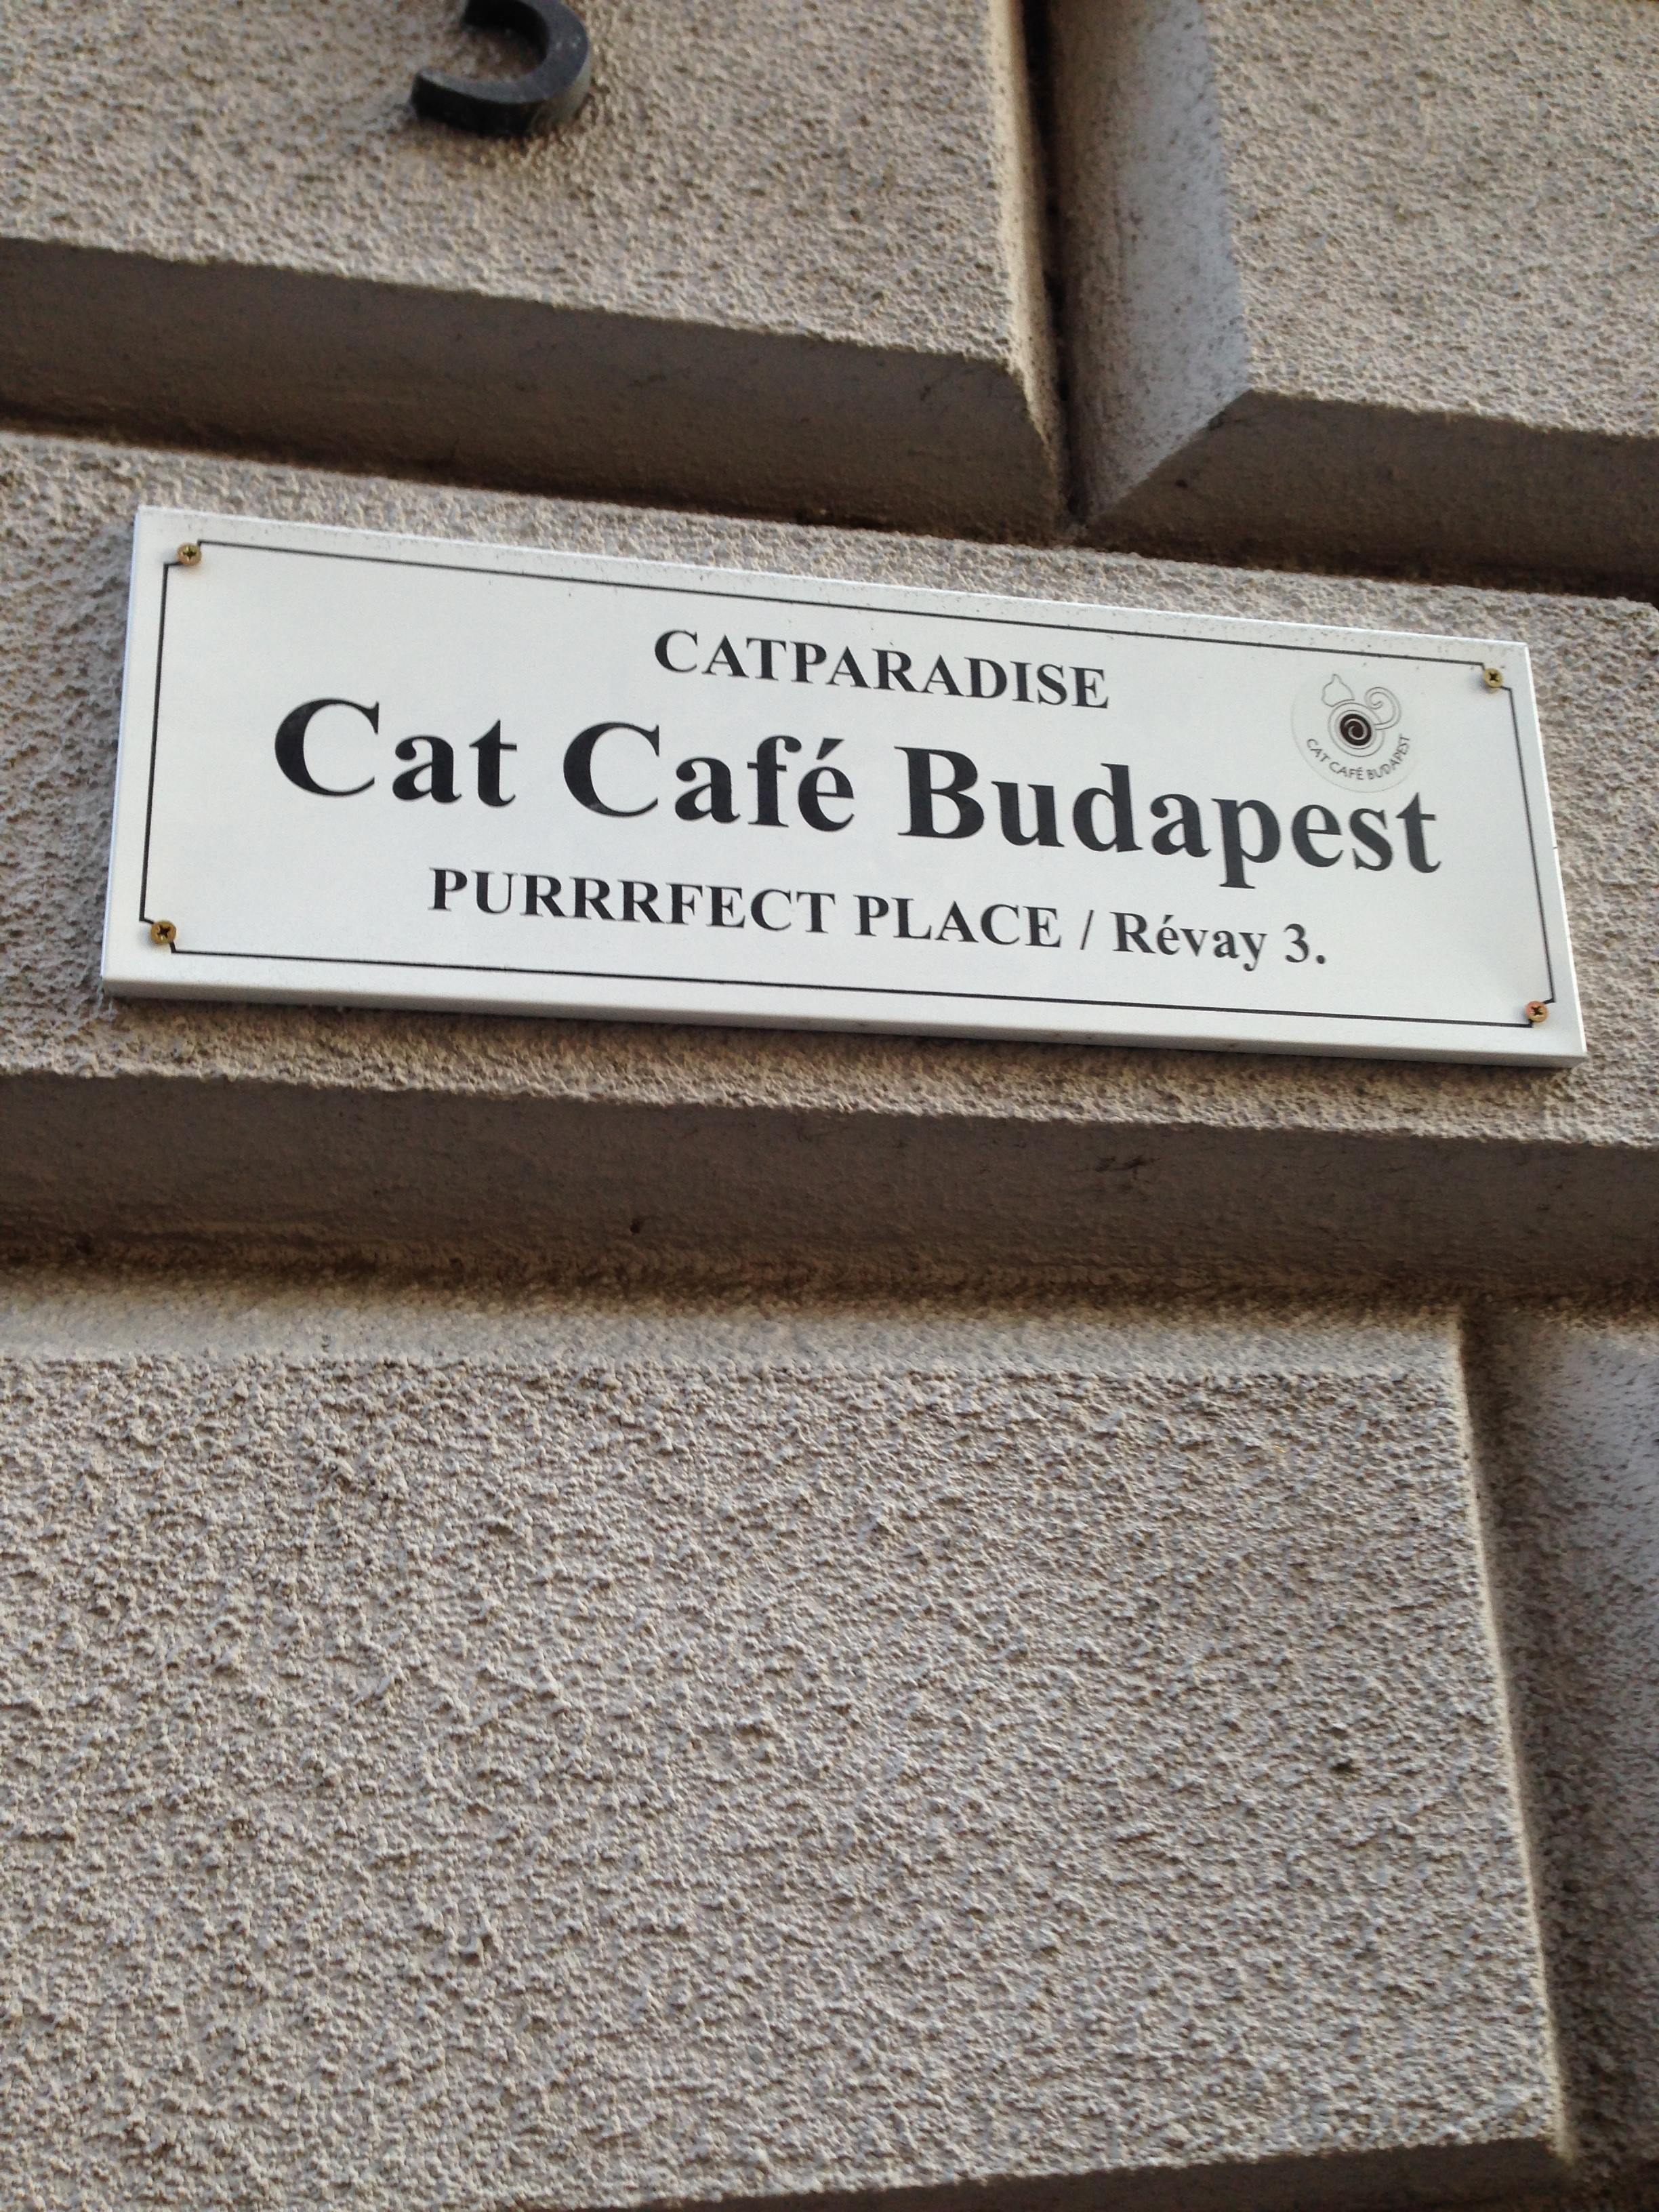 CATPARADISE
Cat Café Budapest
PURRRFECT PLACE / Révay 3.
CAT CAFÉ BUDAPEST